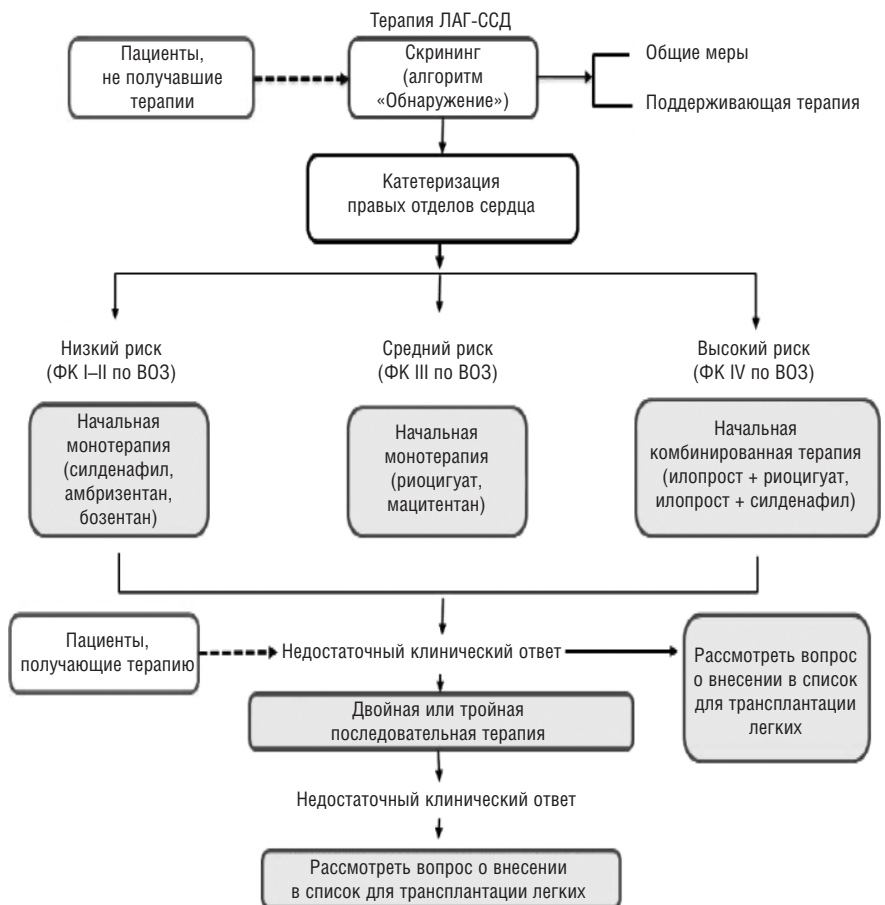 Терапия ЛАГ-ССД
Пациенты,
не получавшие
терапии
Скрининг
(алгоритм
«Обнаружение»)
Общие меры
Поддерживающая терапия
Катетеризация
правых отделов сердца
Низкий риск
(ФК I–II по ВОЗ)
Средний риск
(ФК III по ВОЗ)
Высокий риск
(ФК IV по ВОЗ)
Начальная
монотерапия
(силденафил,
амбризентан,
бозентан)
Начальная
монотерапия
(риоцигуат,
мацитентан)
Начальная
комбинированная терапия
(илопрост + риоцигуат,
илопрост + силденафил)
Пациенты,
получающие терапию
Недостаточный клинический ответ
Рассмотреть вопрос
о внесении в список
для трансплантации
легких
Двойная или тройная
последовательная терапия
Недостаточный клинический ответ
Рассмотреть вопрос о внесении
в список для трансплантации легких